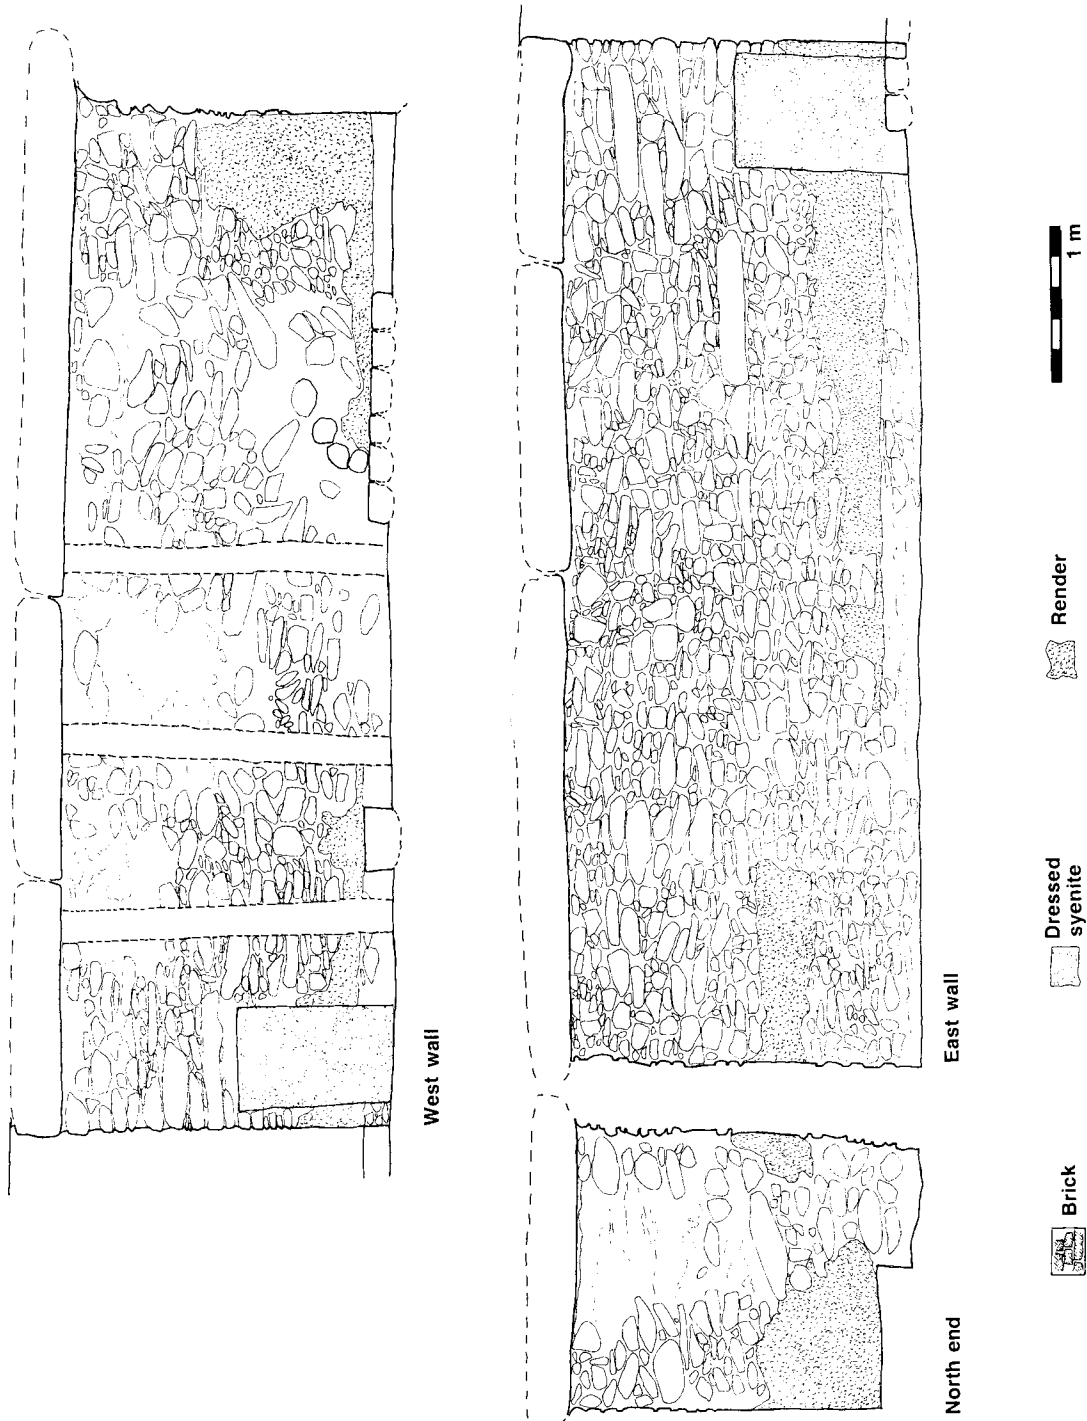 West wall
East wall
North end
Brick
Dressed
syenite
Render
1 m